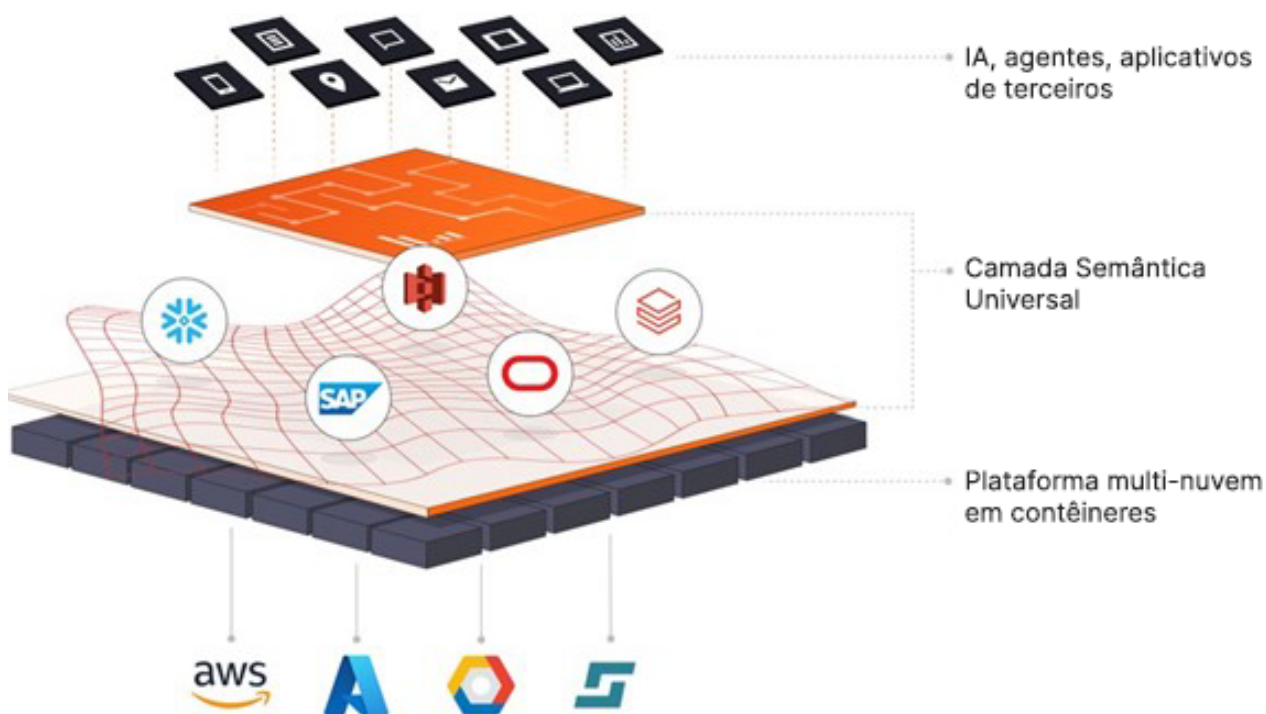 IA, agentes, aplicativos
de terceiros
Camada Semântica
Universal
SAP
Plataforma multi-nuvem
em contêineres
aws